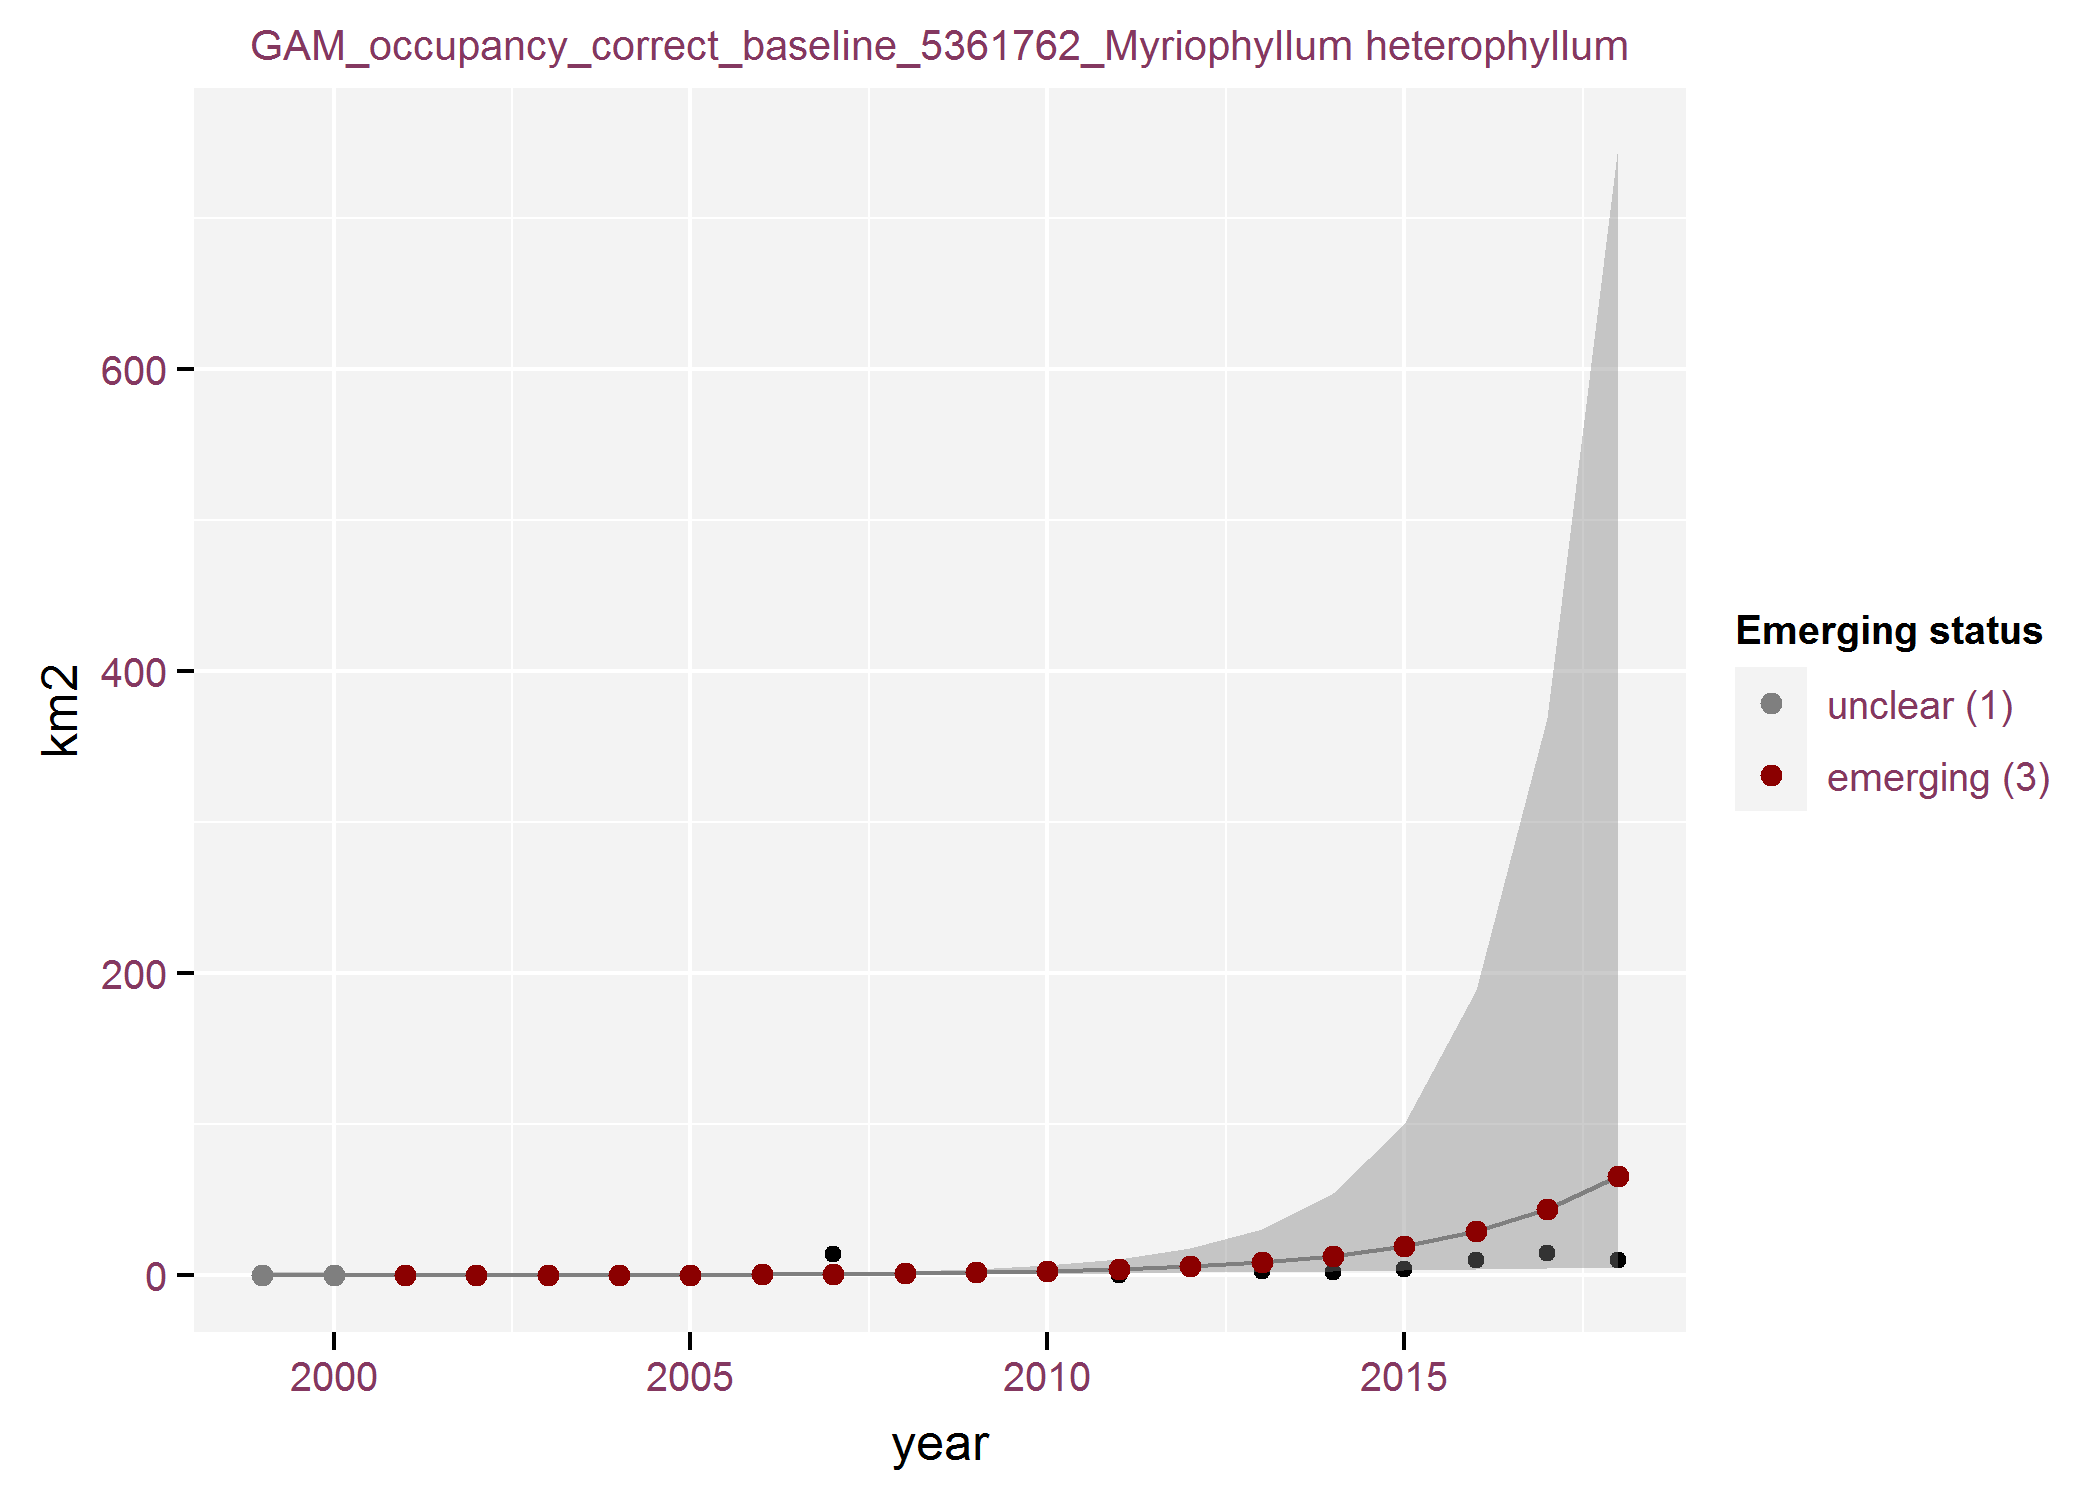 GAM_occupancy_correct_baseline_5361762_Myriophyllum heterophyllum
600
400
200
0
km2
2000 2005 2010 2015
year
Emerging status
unclear (1)
emerging (3)